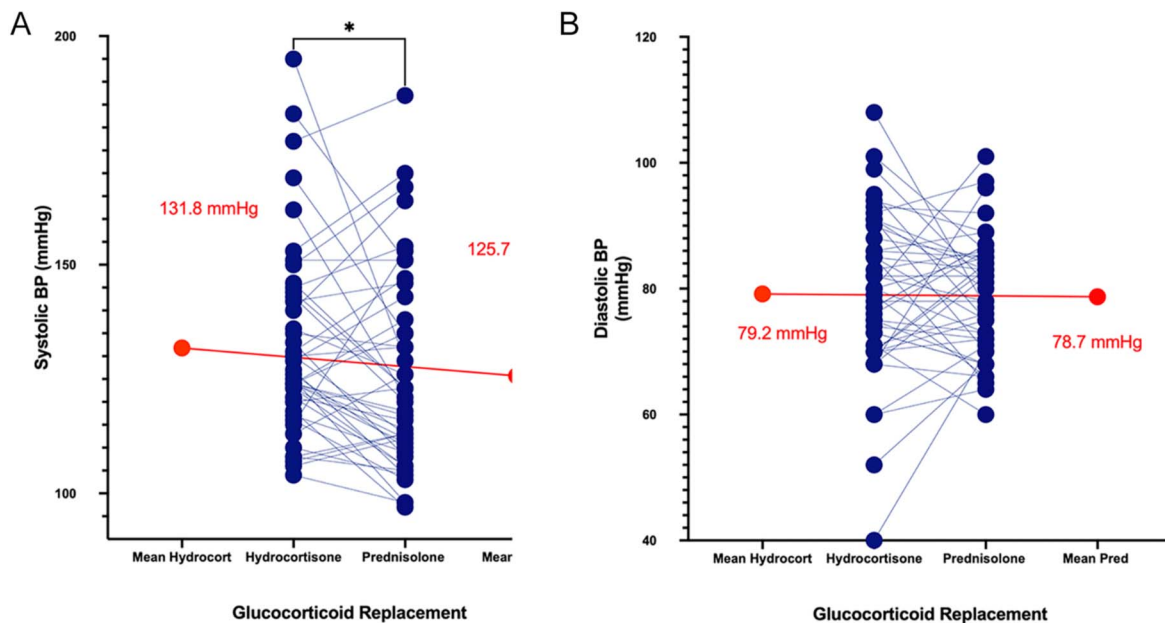 A
Systolic BP (mmHg)
200
150
100
*
131.8 mmHg
125.7
Mean Hydrocort
Hydrocortisone
Prednisolone
Mear
Glucocorticoid Replacement
B
Diastolic BP
(mmHg)
120
100
80
60
40
79.2 mmHg
78.7 mmHg
Mean Hydrocort
Hydrocortisone
Prednisolone
Mean Pred
Glucocorticoid Replacement